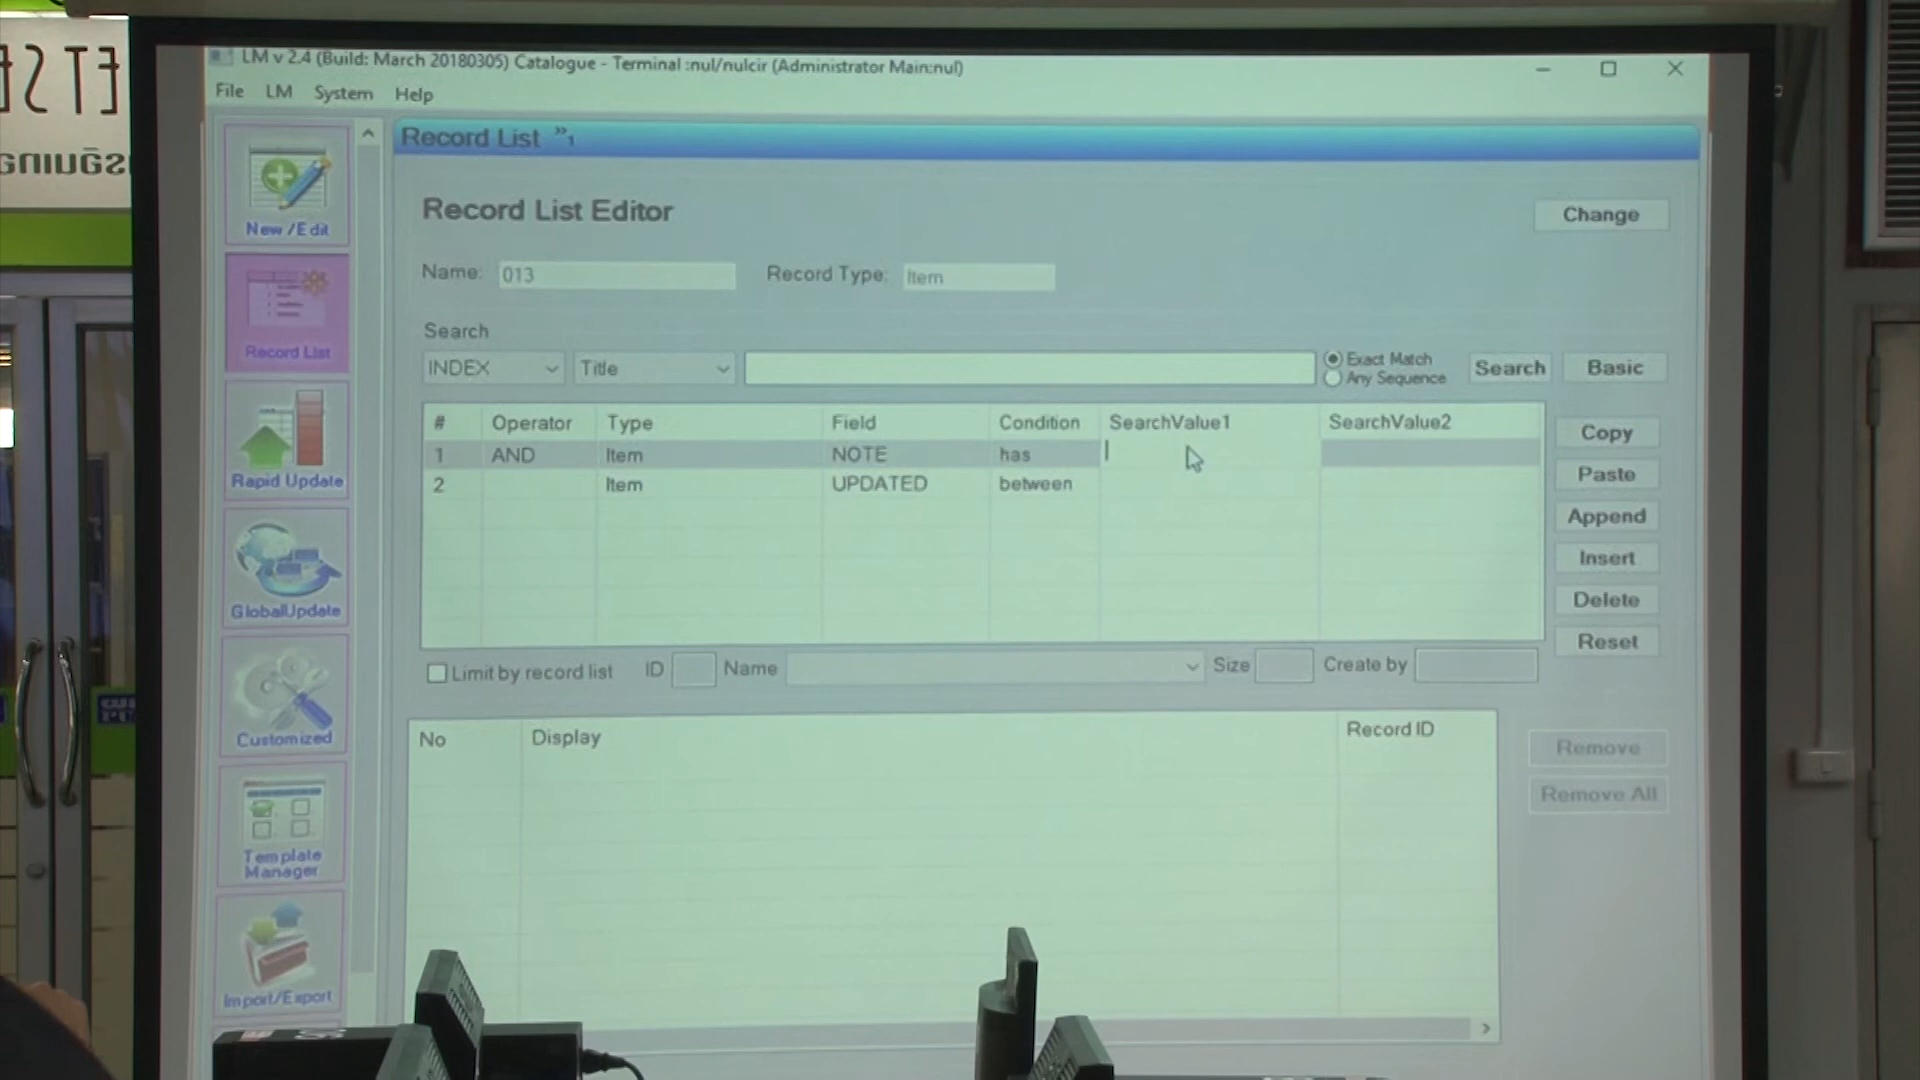 LM v 2.4 (Build: March 20180305) Catalogue - Terminal :nul/nulcir (Administrator Main:nul)
File LM System Help
Record List »1
New /Edit
Record List
Rapid Update
GlobalUpdate
Customized
Template Manager
Import/Export
Record List Editor
Change
Name: 013 Record Type: Item
Search
INDEX Title Exact Match Any Sequence Search Basic
# Operator Type Field Condition SearchValue1 SearchValue2
1 AND Item NOTE has
2 Item UPDATED between
Copy
Paste
Append
Insert
Delete
Reset
Limit by record list ID Name Size Create by
No Display Record ID
Remove
Remove All